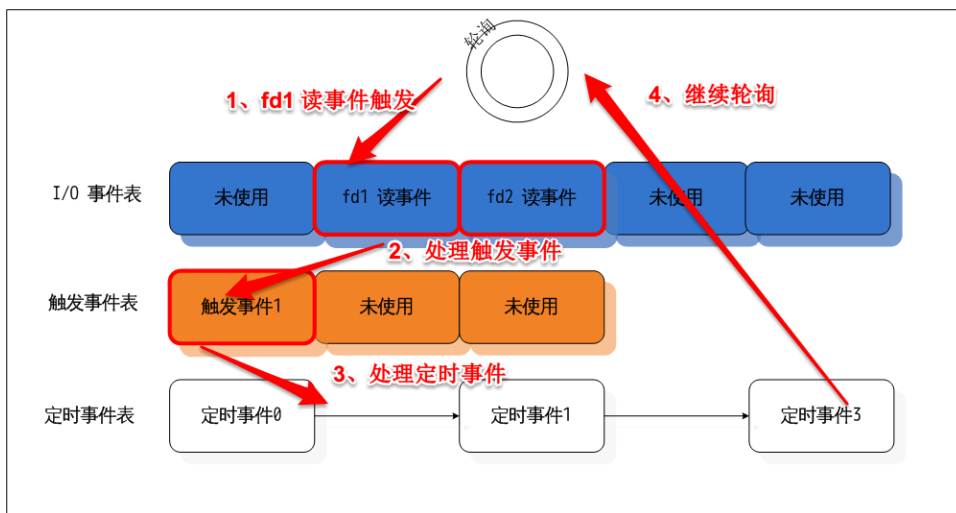 轮询
1、fd1 读事件触发
4、继续轮询
I/O 事件表
未使用
fd1 读事件
fd2 读事件
未使用
未使用
2、处理触发事件
触发事件表
触发事件1
未使用
未使用
3、处理定时事件
定时事件表
定时事件0
定时事件1
定时事件3